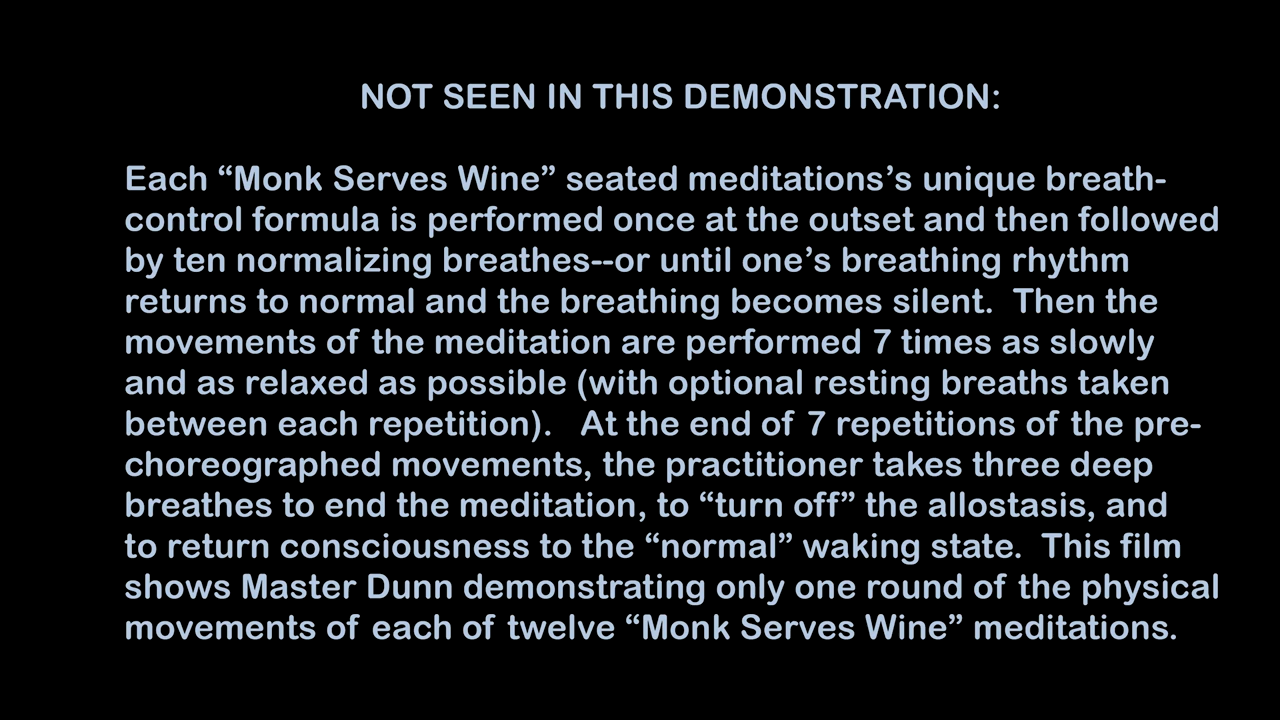 NOT SEEN IN THIS DEMONSTRATION:
Each “Monk Serves Wine” seated meditations’s unique breath-
control formula is performed once at the outset and then followed
by ten normalizing breathes--or until one’s breathing rhythm
returns to normal and the breathing becomes silent.  Then the
movements of the meditation are performed 7 times as slowly
and as relaxed as possible (with optional resting breaths taken
between each repetition).   At the end of 7 repetitions of the pre-
choreographed movements, the practitioner takes three deep
breathes to end the meditation, to “turn off” the allostasis, and
to return consciousness to the “normal” waking state.  This film
shows Master Dunn demonstrating only one round of the physical
movements of each of twelve “Monk Serves Wine” meditations.